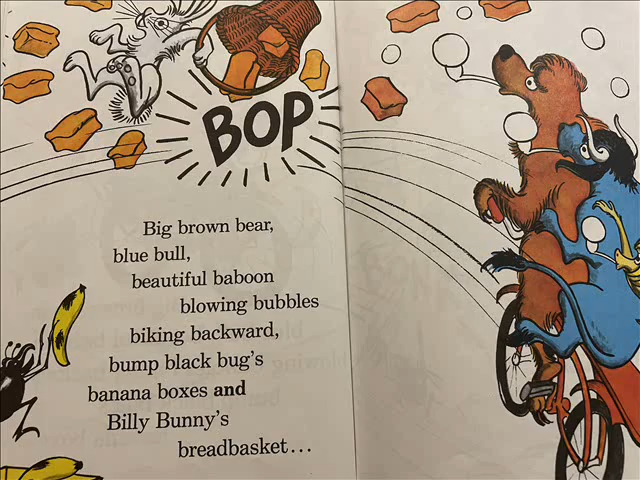 BOP
Big brown bear,
blue bull,
beautiful baboon
blowing bubbles
biking backward,
bump black bug's
banana boxes and
Billy Bunny's
breadbasket...